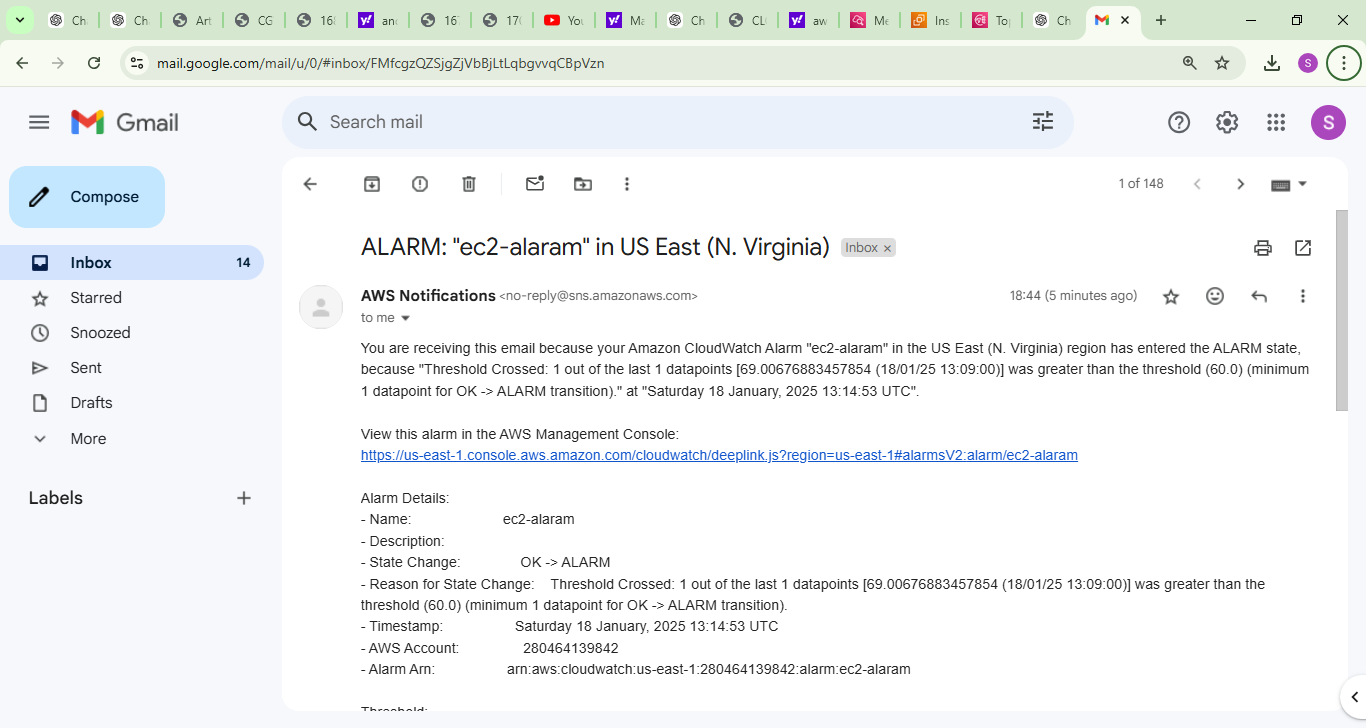 Ch
Ch
Art
CG
168
and
167
170
You
Ma
Ch
CL
aw
Me
Ins
Top
Ch
mail.google.com/mail/u/0/#inbox/FMfcgzQZSjgZjVbBjLtLqbgvvqCBpVzn
S
Gmail
Search mail
S
Compose
1 of 148
Inbox 14
Starred
Snoozed
Sent
Drafts
More
Labels
ALARM: "ec2-alaram" in US East (N. Virginia) Inbox
AWS Notifications <no-reply@sns.amazonaws.com> 18:44 (5 minutes ago)
to me
You are receiving this email because your Amazon CloudWatch Alarm "ec2-alaram" in the US East (N. Virginia) region has entered the ALARM state,
because "Threshold Crossed: 1 out of the last 1 datapoints [69.00676883457854 (18/01/25 13:09:00)] was greater than the threshold (60.0) (minimum
1 datapoint for OK -> ALARM transition)." at "Saturday 18 January, 2025 13:14:53 UTC".
View this alarm in the AWS Management Console:
https://us-east-1.console.aws.amazon.com/cloudwatch/deeplink.js?region=us-east-1#alarmsV2:alarm/ec2-alaram
Alarm Details:
- Name: ec2-alaram
- Description:
- State Change: OK -> ALARM
- Reason for State Change: Threshold Crossed: 1 out of the last 1 datapoints [69.00676883457854 (18/01/25 13:09:00)] was greater than the
threshold (60.0) (minimum 1 datapoint for OK -> ALARM transition).
- Timestamp: Saturday 18 January, 2025 13:14:53 UTC
- AWS Account: 280464139842
- Alarm Arn: arn:aws:cloudwatch:us-east-1:280464139842:alarm:ec2-alaram
Threshold: